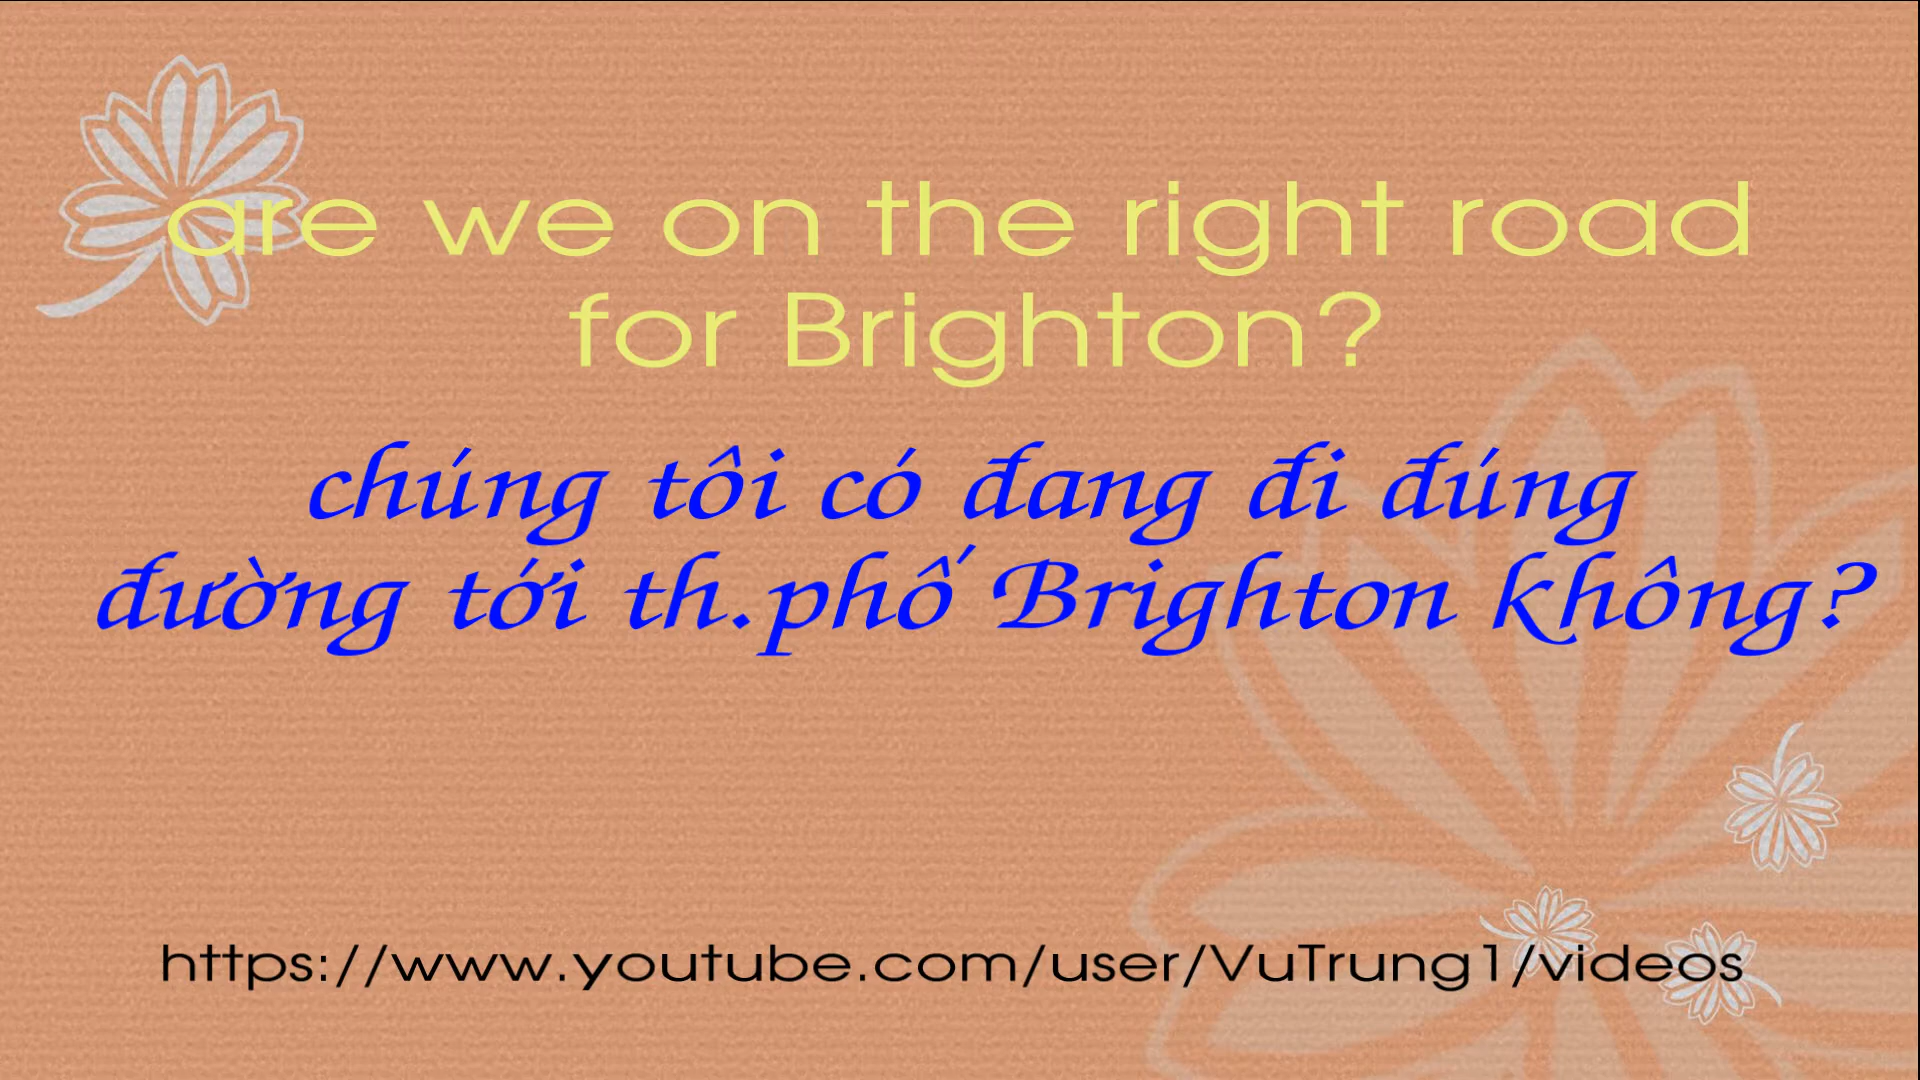 are we on the right road
for Brighton?
chúng tôi có đang đi đúng
đường tới th.phố Brighton không?
https://www.youtube.com/user/VuTrung1/videos